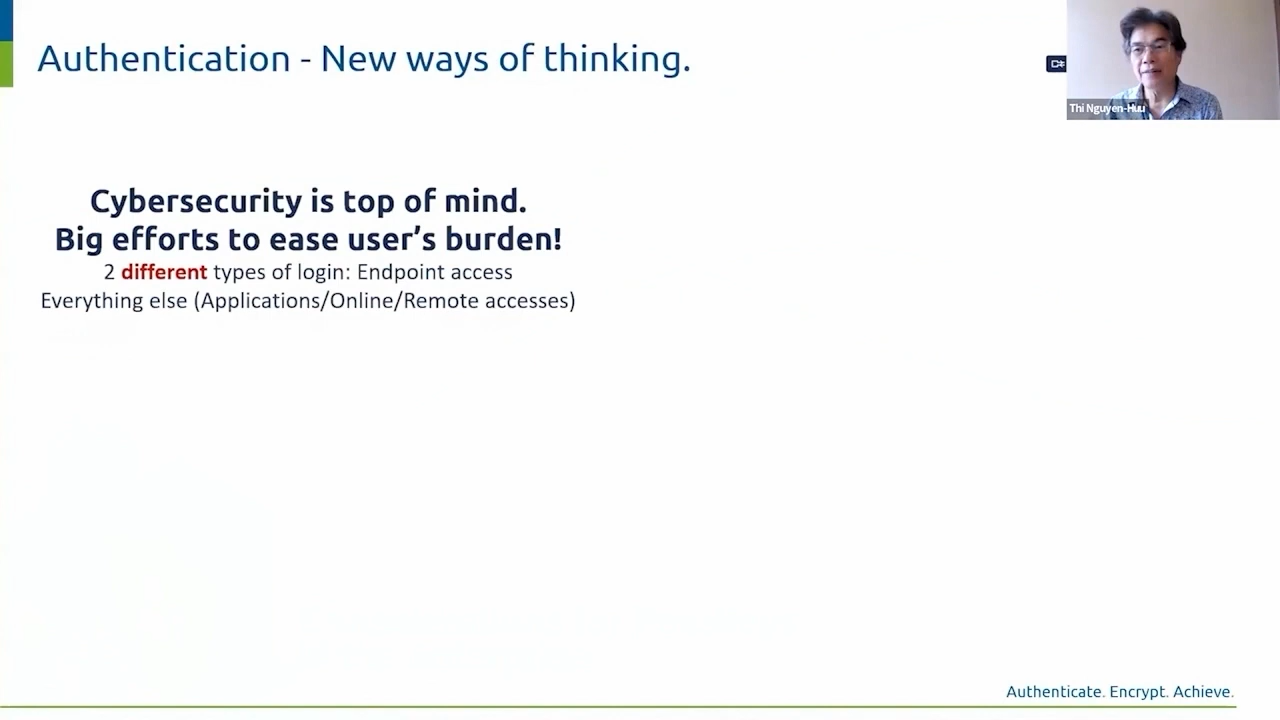 Authentication - New ways of thinking.
Thi Nguyen-Huu
Cybersecurity is top of mind.
Big efforts to ease user’s burden!
2 different types of login: Endpoint access
Everything else (Applications/Online/Remote accesses)
Authenticate. Encrypt. Achieve.